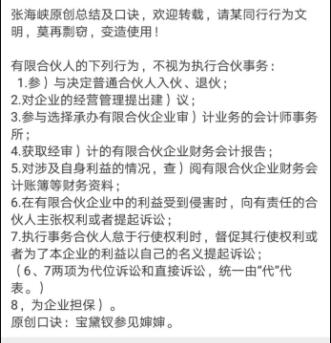 张海峡原创总结及口诀，欢迎转载，请某同行行为文
明，莫再剽窃，变造使用！
有限合伙人的下列行为，不视为执行合伙事务：
1.参）与决定普通合伙人入伙、退伙；
2.对企业的经营管理提出建）议；
3.参与选择承办有限合伙企业审）计业务的会计师事务
所；
4.获取经审）计的有限合伙企业财务会计报告；
5.对涉及自身利益的情况，查）阅有限合伙企业财务会
计账簿等财务资料；
6.在有限合伙企业中的利益受到侵害时，向有责任的合
伙人主张权利或者提起诉讼；
7.执行事务合伙人怠于行使权利时，督促其行使权利或
者为了本企业的利益以自己的名义提起诉讼；
（6、7两项为代位诉讼和直接诉讼，统一由“代”代
表。）
8，为企业担保）。
原创口诀：宝黛钗参见婶婶。